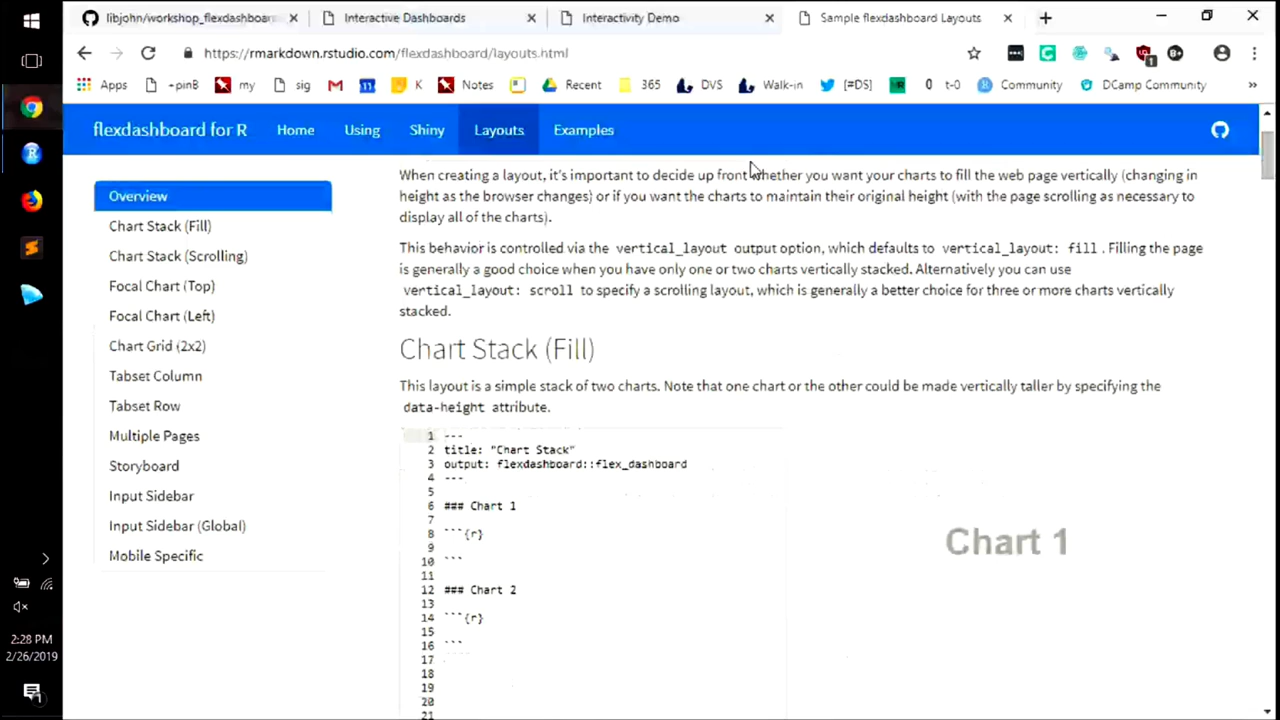 libjohn/workshop_flexdashboar
Interactive Dashboards
Interactivity Demo
Sample flexdashboard Layouts
https://rmarkdown.rstudio.com/flexdashboard/layouts.html
Apps
+pinB
my
sig
11
K
Notes
Recent
365
DVS
Walk-in
[#DS]
t-0
Community
DCamp Community
»
flexdashboard for R
Home
Using
Shiny
Layouts
Examples
Overview
Chart Stack (Fill)
Chart Stack (Scrolling)
Focal Chart (Top)
Focal Chart (Left)
Chart Grid (2x2)
Tabset Column
Tabset Row
Multiple Pages
Storyboard
Input Sidebar
Input Sidebar (Global)
Mobile Specific
When creating a layout, it's important to decide up front whether you want your charts to fill the web page vertically (changing in
height as the browser changes) or if you want the charts to maintain their original height (with the page scrolling as necessary to
display all of the charts).
This behavior is controlled via the vertical_layout output option, which defaults to vertical_layout: fill . Filling the page
is generally a good choice when you have only one or two charts vertically stacked. Alternatively you can use
vertical_layout: scroll to specify a scrolling layout, which is generally a better choice for three or more charts vertically
stacked.
Chart Stack (Fill)
This layout is a simple stack of two charts. Note that one chart or the other could be made vertically taller by specifying the
data-height attribute.
1 ---
2 title: "Chart Stack"
3 output: flexdashboard::flex_dashboard
4 ---
5
6 ### Chart 1
7
8 ```{r}
9
10 ```
11
12 ### Chart 2
13
14 ```{r}
15
16 ```
17
18
19
20
21
Chart 1
2:28 PM
2/26/2019